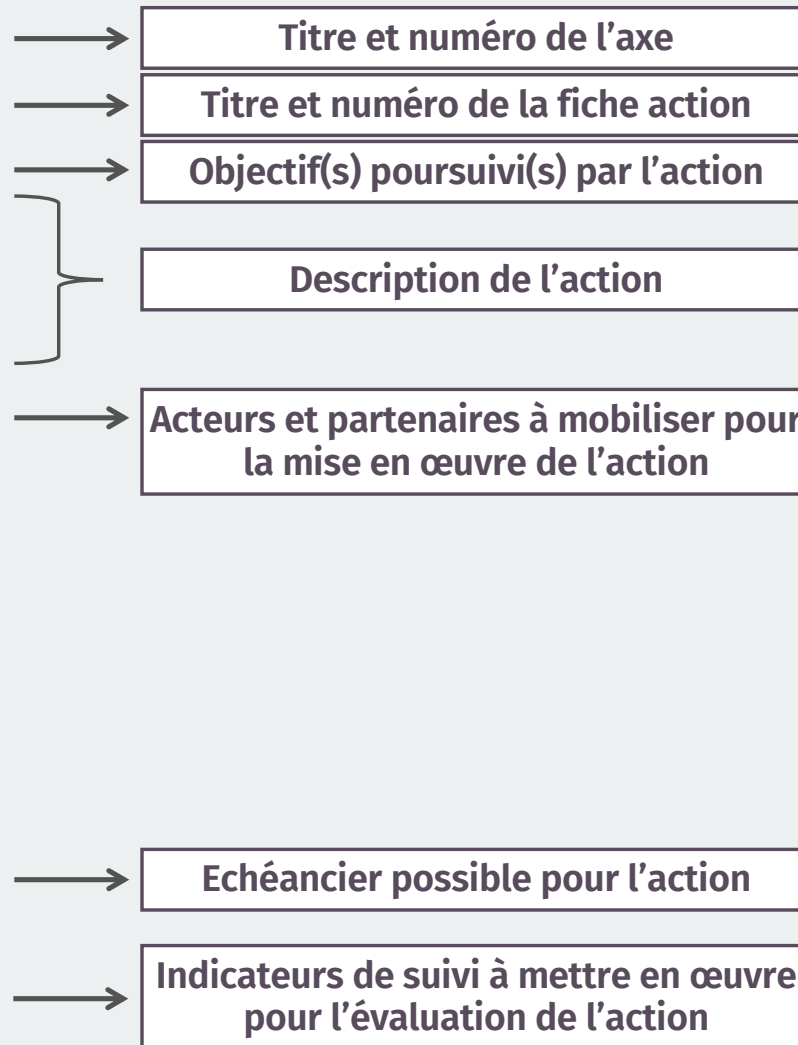 Titre et numéro de l’axe
Titre et numéro de la fiche action
Objectif(s) poursuivi(s) par l’action
Description de l’action
Acteurs et partenaires à mobiliser pour
la mise en œuvre de l’action
Echéancier possible pour l’action
Indicateurs de suivi à mettre en œuvre
pour l’évaluation de l’action